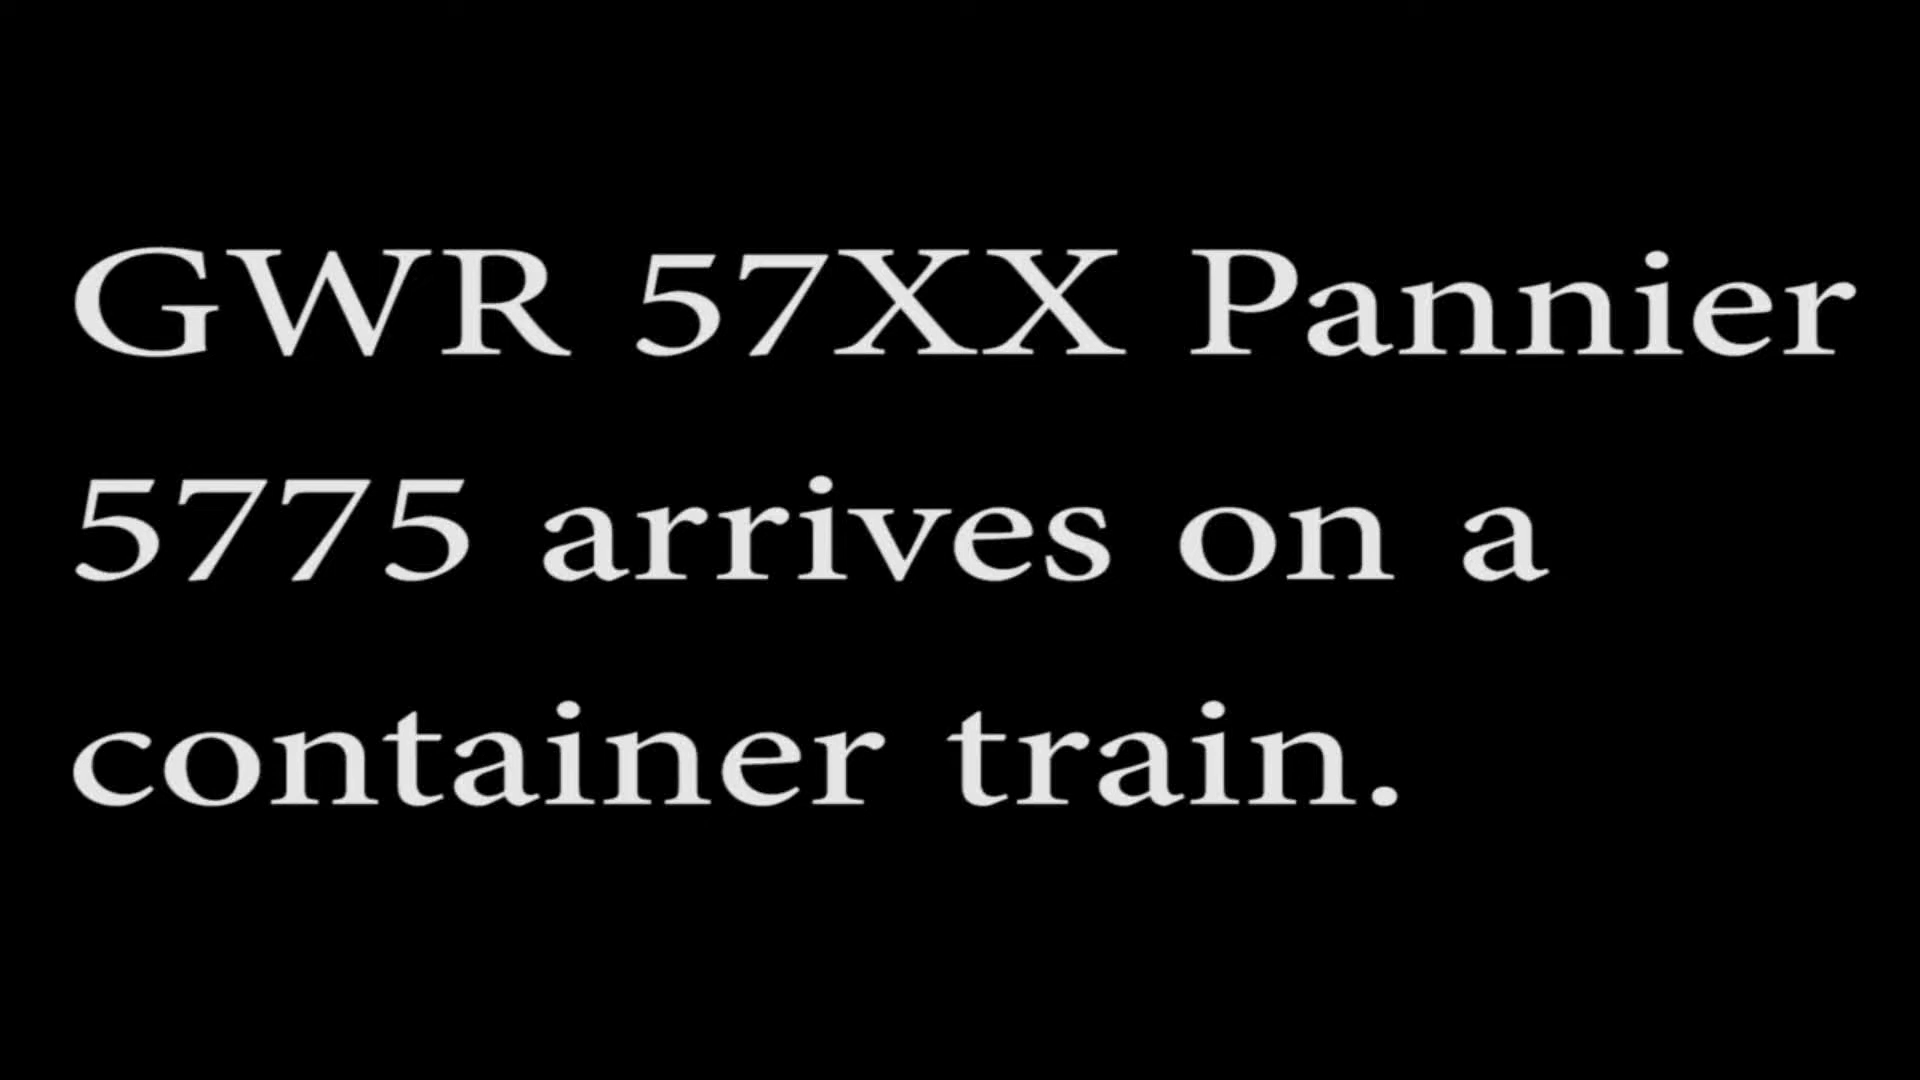 GWR 57XX Pannier
5775 arrives on a
container train.